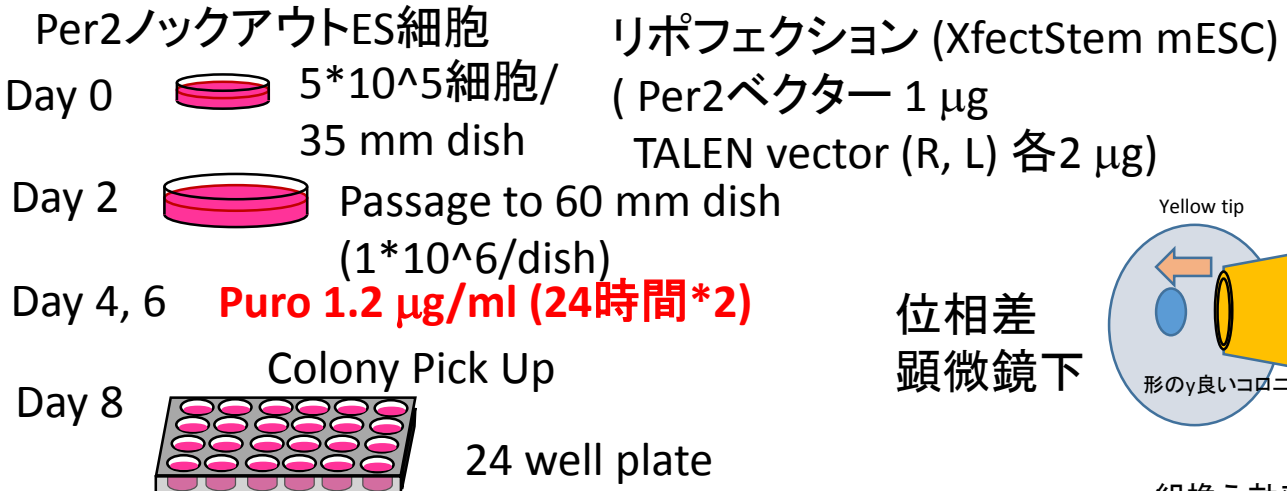 Per2ノックアウトES細胞
リポフェクション (XfectStem mESC)
( Per2ベクター 1 μg
TALEN vector (R, L) 各2 μg)
Day 0
5*10^5細胞/
35 mm dish
Day 2
Passage to 60 mm dish
(1*10^6/dish)
Day 4, 6
Puro 1.2 μg/ml (24時間*2)
Yellow tip
位相差
顕微鏡下
形のy良いコロニ
Colony Pick Up
Day 8
24 well plate